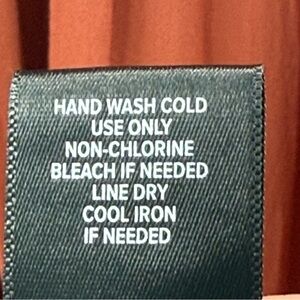 HAND WASH COLD
USE ONLY
NON-CHLORINE
BLEACH IF NEEDED
LINE DRY
COOL IRON
IF NEEDED